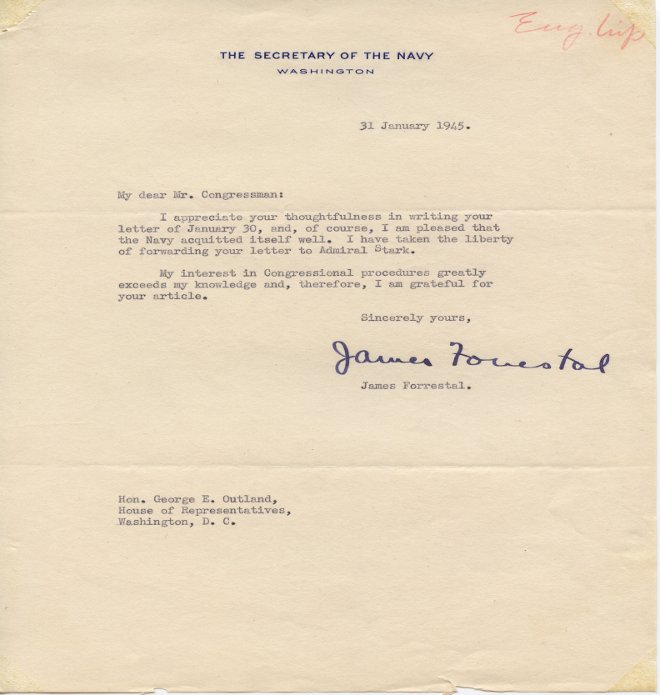 Eng. trip
THE SECRETARY OF THE NAVY
WASHINGTON
31 January 1945.
My dear Mr. Congressman:
I appreciate your thoughtfulness in writing your
letter of January 30, and, of course, I am pleased that
the Navy acquitted itself well. I have taken the liberty
of forwarding your letter to Admiral Stark.
My interest in Congressional procedures greatly
exceeds my knowledge and, therefore, I am grateful for
your article.
Sincerely yours,
James Forrestal
James Forrestal.
Hon. George E. Outland,
House of Representatives,
Washington, D. C.